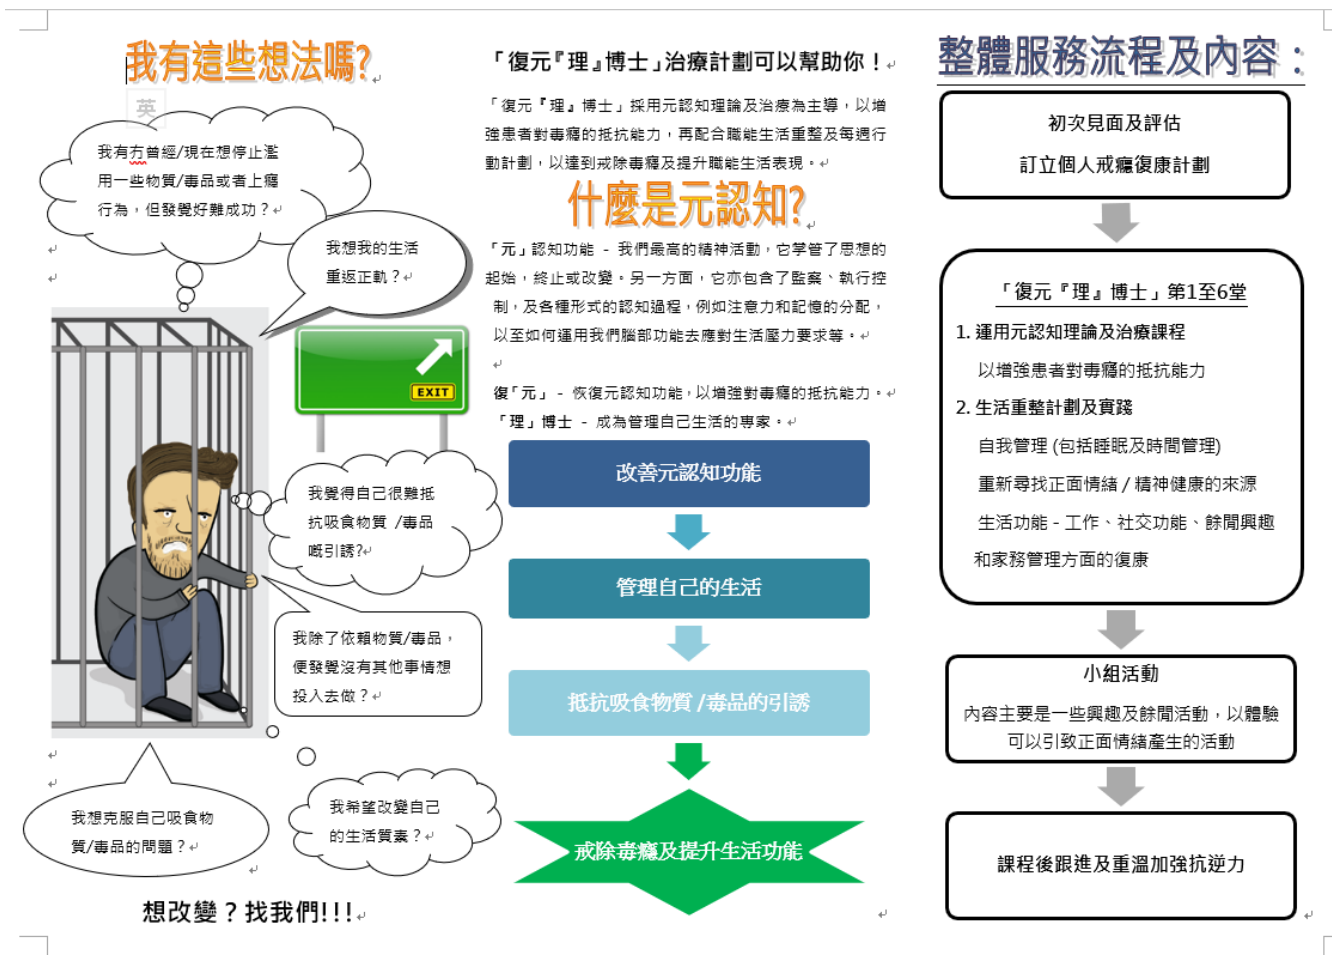 我有這些想法嗎?
英
我有冇曾經/現在想停止濫
用一些物質/毒品或者上癮
行為，但發覺好難成功？
我想我的生活
重返正軌？
EXIT
我覺得自己很難抵
抗吸食物質 /毒品
嘅引誘?
我除了依賴物質/毒品，
便發覺沒有其他事情想
投入去做？
我想克服自己吸食物
質/毒品的問題？
我希望改變自己
的生活質素？
想改變？找我們!!!
「復元『理』博士」治療計劃可以幫助你！
「復元『理』博士」採用元認知理論及治療為主導，以增
強患者對毒癮的抵抗能力，再配合職能生活重整及每週行
動計劃，以達到戒除毒癮及提升職能生活表現。
什麼是元認知?
「元」認知功能 - 我們最高的精神活動，它掌管了思想的
起始，終止或改變。另一方面，它亦包含了監察、執行控
制，及各種形式的認知過程，例如注意力和記憶的分配，
以至如何運用我們腦部功能去應對生活壓力要求等。
復「元」 - 恢復元認知功能，以增強對毒癮的抵抗能力。
「理」博士 - 成為管理自己生活的專家。
改善元認知功能
管理自己的生活
抵抗吸食物質 /毒品的引誘
戒除毒癮及提升生活功能
整體服務流程及內容：
初次見面及評估
訂立個人戒癮復康計劃
「復元『理』博士」第1至6堂
1. 運用元認知理論及治療課程
以增強患者對毒癮的抵抗能力
2. 生活重整計劃及實踐
自我管理 (包括睡眠及時間管理)
重新尋找正面情緒 / 精神健康的來源
生活功能 - 工作、社交功能、餘閒興趣
和家務管理方面的復康
小組活動
內容主要是一些興趣及餘閒活動，以體驗
可以引致正面情緒產生的活動
課程後跟進及重溫加強抗逆力